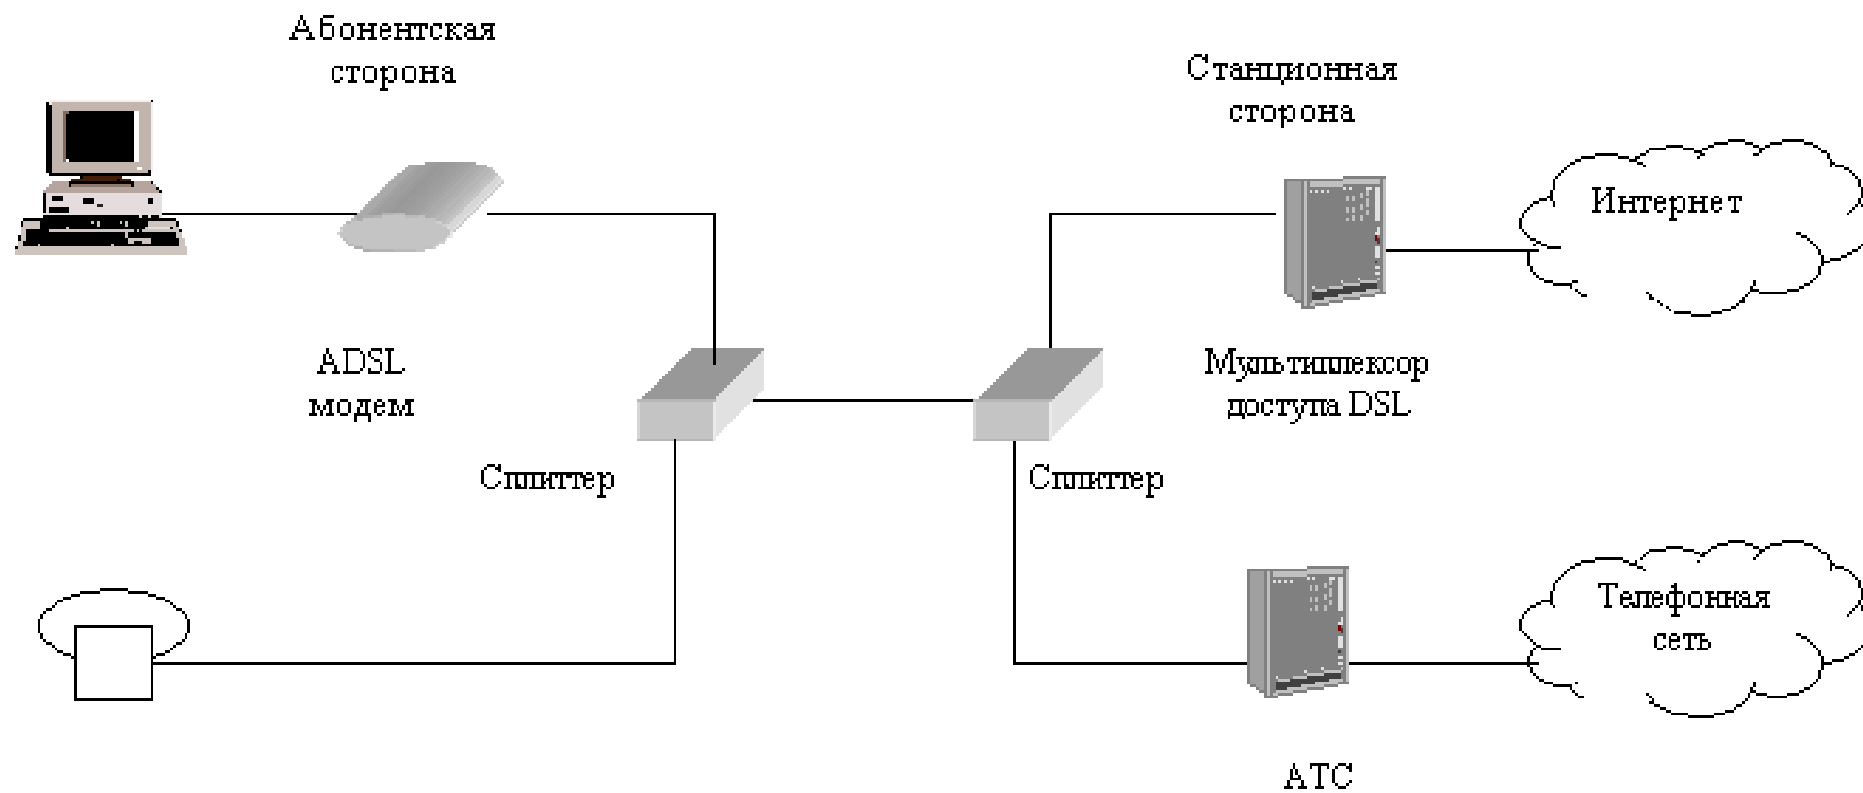 Абонентская
сторона
Станционная
сторона
Интернет
ADSL
модем
Мультиплексор
доступа DSL
Сплиттер
Сплиттер
Телефонная
сеть
АТС